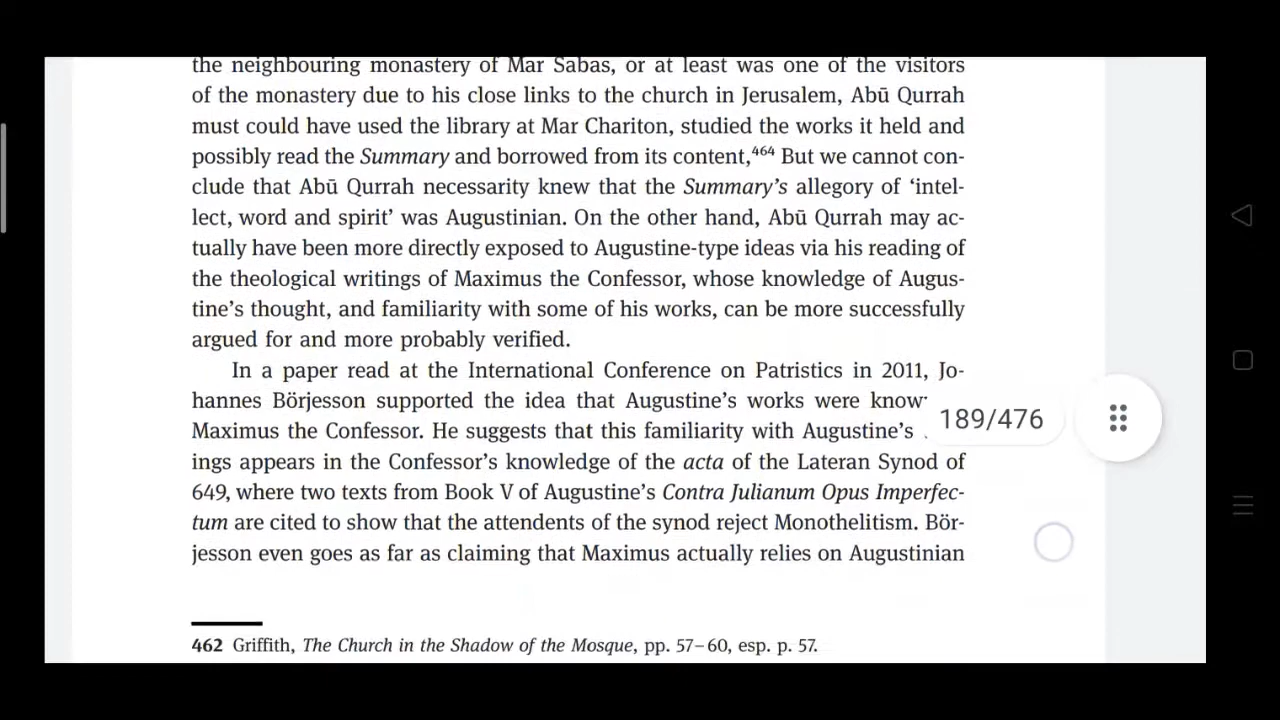 the neighbouring monastery of Mar Sabas, or at least was one of the visitors
of the monastery due to his close links to the church in Jerusalem, Abū Qurrah
must could have used the library at Mar Chariton, studied the works it held and
possibly read the Summary and borrowed from its content,⁴⁶⁴ But we cannot con-
clude that Abū Qurrah necessarity knew that the Summary's allegory of ‘intel-
lect, word and spirit’ was Augustinian. On the other hand, Abū Qurrah may ac-
tually have been more directly exposed to Augustine-type ideas via his reading of
the theological writings of Maximus the Confessor, whose knowledge of Augus-
tine's thought, and familiarity with some of his works, can be more successfully
argued for and more probably verified.
In a paper read at the International Conference on Patristics in 2011, Jo-
hannes Börjesson supported the idea that Augustine's works were know
189/476
Maximus the Confessor. He suggests that this familiarity with Augustine's
ings appears in the Confessor's knowledge of the acta of the Lateran Synod of
649, where two texts from Book V of Augustine's Contra Julianum Opus Imperfec-
tum are cited to show that the attendents of the synod reject Monothelitism. Bör-
jesson even goes as far as claiming that Maximus actually relies on Augustinian
462 Griffith, The Church in the Shadow of the Mosque, pp. 57–60, esp. p. 57.